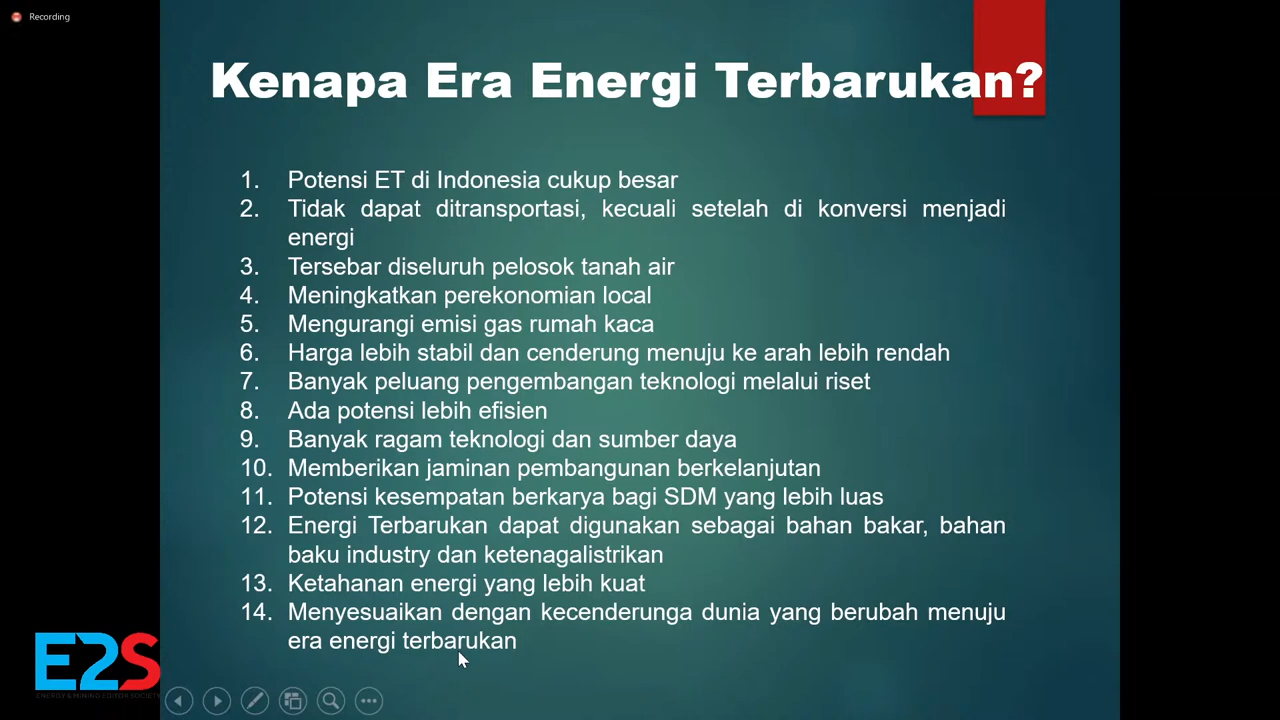 Recording
Kenapa Era Energi Terbarukan?
1. Potensi ET di Indonesia cukup besar
2. Tidak dapat ditransportasi, kecuali setelah di konversi menjadi
energi
3. Tersebar diseluruh pelosok tanah air
4. Meningkatkan perekonomian local
5. Mengurangi emisi gas rumah kaca
6. Harga lebih stabil dan cenderung menuju ke arah lebih rendah
7. Banyak peluang pengembangan teknologi melalui riset
8. Ada potensi lebih efisien
9. Banyak ragam teknologi dan sumber daya
10. Memberikan jaminan pembangunan berkelanjutan
11. Potensi kesempatan berkarya bagi SDM yang lebih luas
12. Energi Terbarukan dapat digunakan sebagai bahan bakar, bahan
baku industry dan ketenagalistrikan
13. Ketahanan energi yang lebih kuat
14. Menyesuaikan dengan kecenderunga dunia yang berubah menuju
era energi terbarukan
E2S
ENERGY & MINING SOCIETY